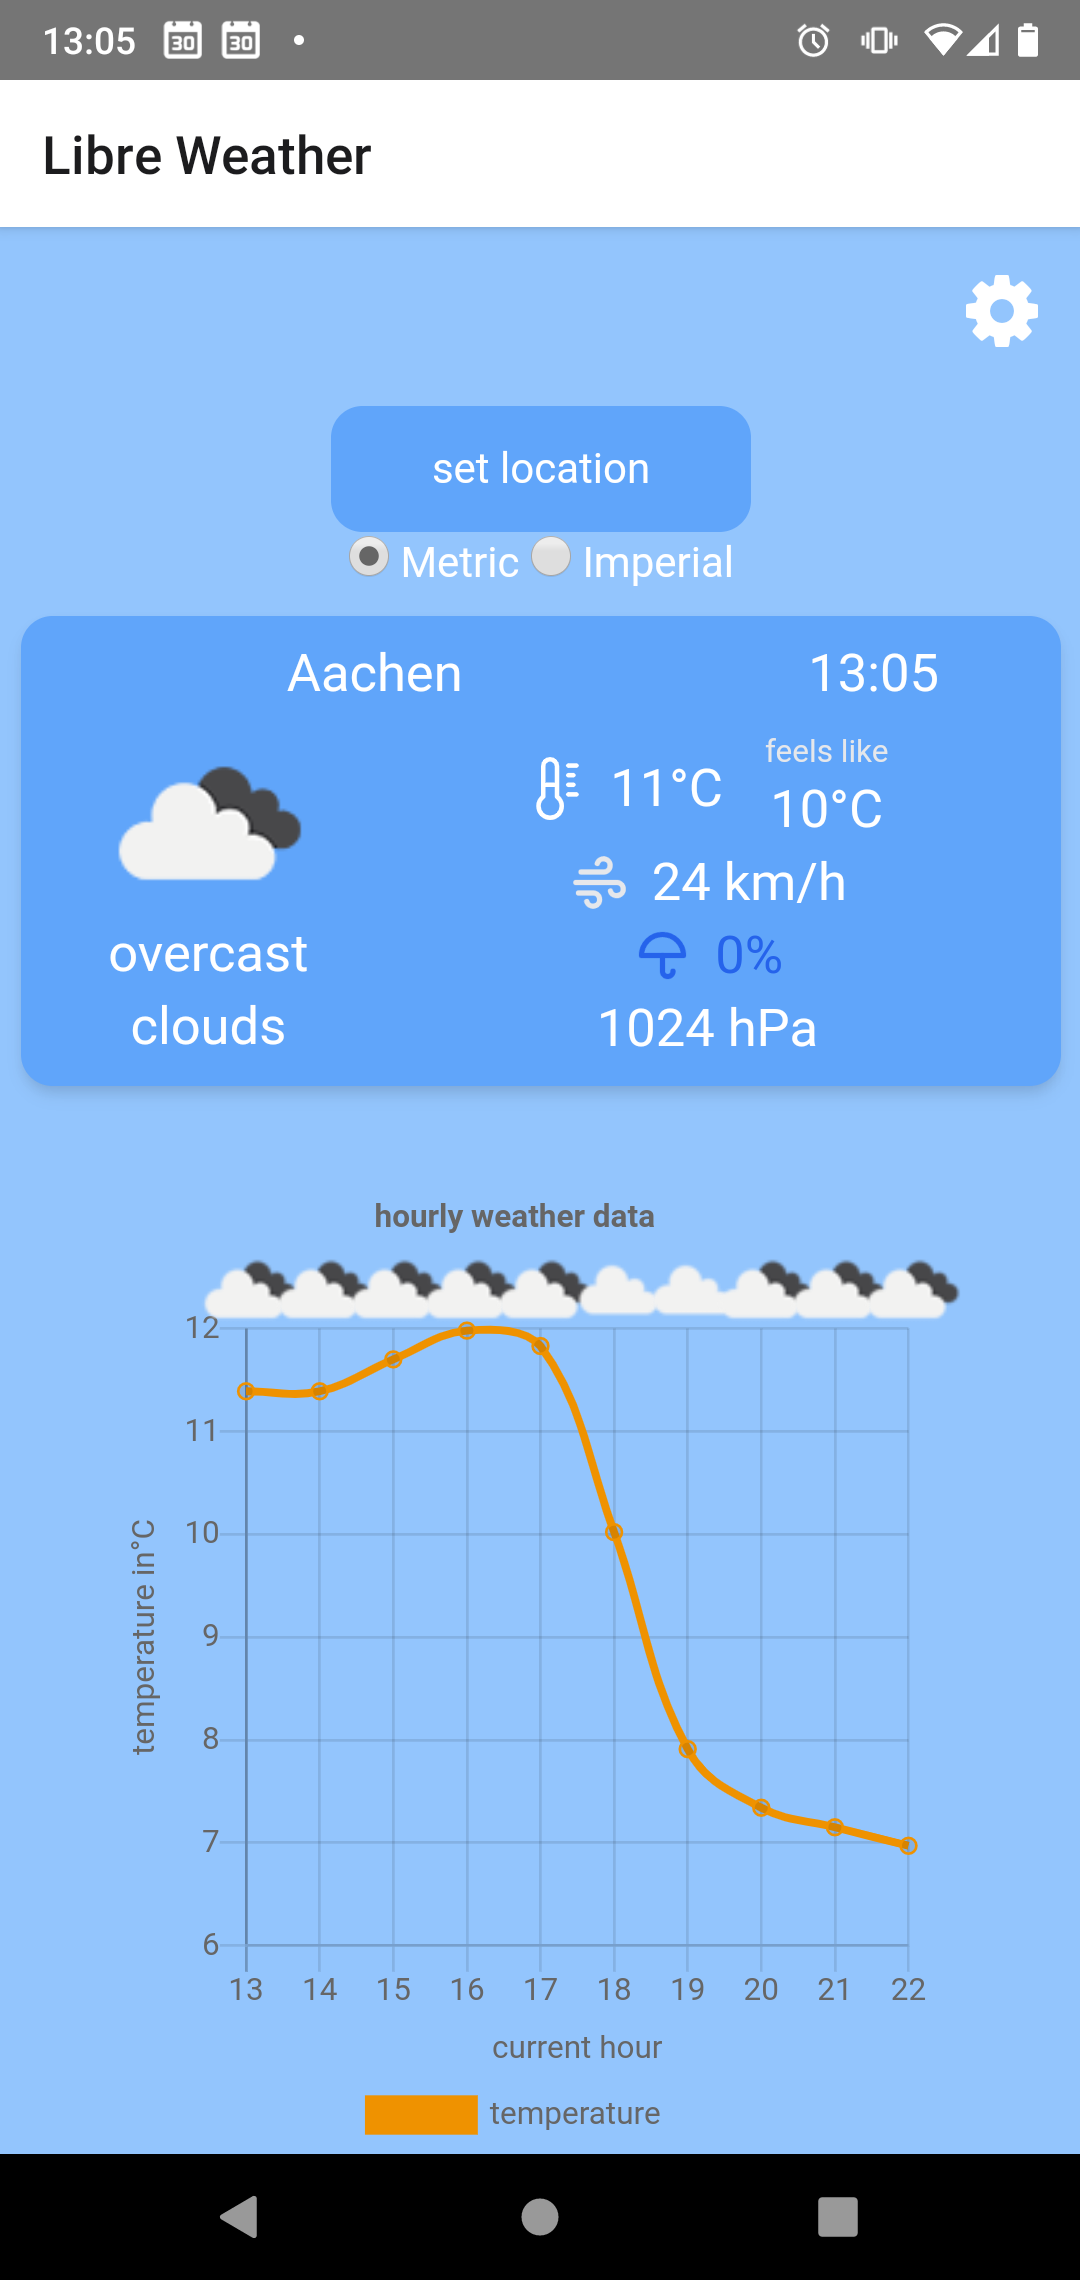 13:05 30 30
Libre Weather
set location
Metric Imperial
Aachen 13:05
feels like
11°C 10°C
24 km/h
overcast 0%
clouds 1024 hPa
hourly weather data
12
11
10
9
8
7
6
temperature in°C
13 14 15 16 17 18 19 20 21 22
current hour
temperature